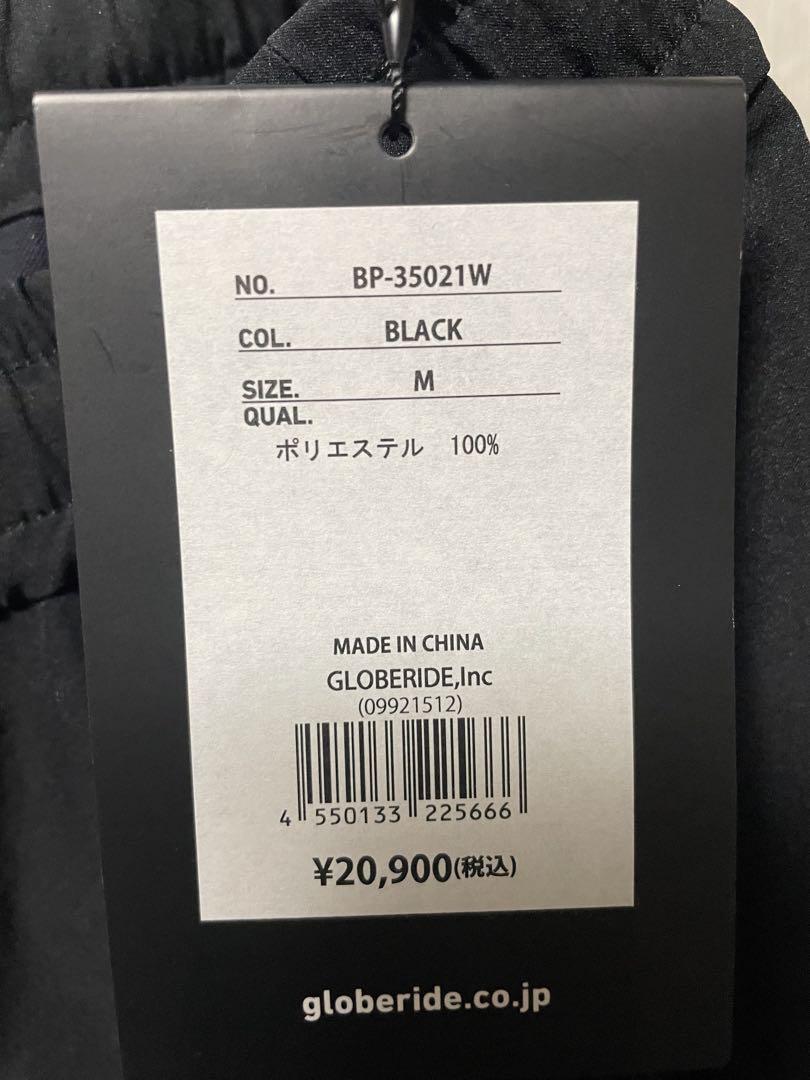 NO. BP-35021W
COL. BLACK
SIZE. M
QUAL.
ポリエステル 100%
MADE IN CHINA
GLOBERIDE,Inc
(09921512)
4 550133 225666
¥20,900(税込)
globeride.co.jp